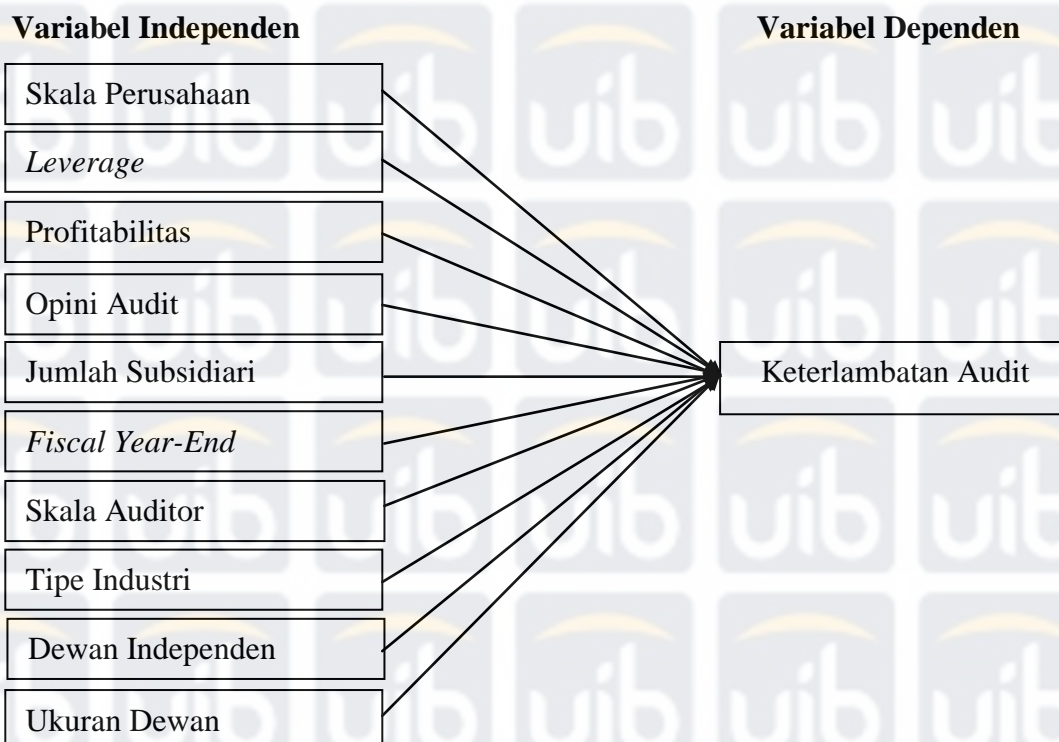 Variabel Independen
Variabel Dependen
Skala Perusahaan
Leverage
Profitabilitas
Opini Audit
Jumlah Subsidiari
Keterlambatan Audit
Fiscal Year-End
Skala Auditor
Tipe Industri
Dewan Independen
Ukuran Dewan
uib